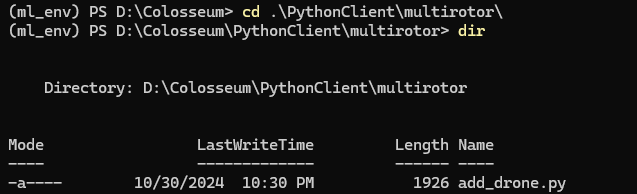 (ml_env) PS D:\Colosseum> cd .\PythonClient\multirotor\
(ml_env) PS D:\Colosseum\PythonClient\multirotor> dir
Directory: D:\Colosseum\PythonClient\multirotor
Mode LastWriteTime Length Name
---- ------------- ------ ----
-a---- 10/30/2024 10:30 PM 1926 add_drone.py